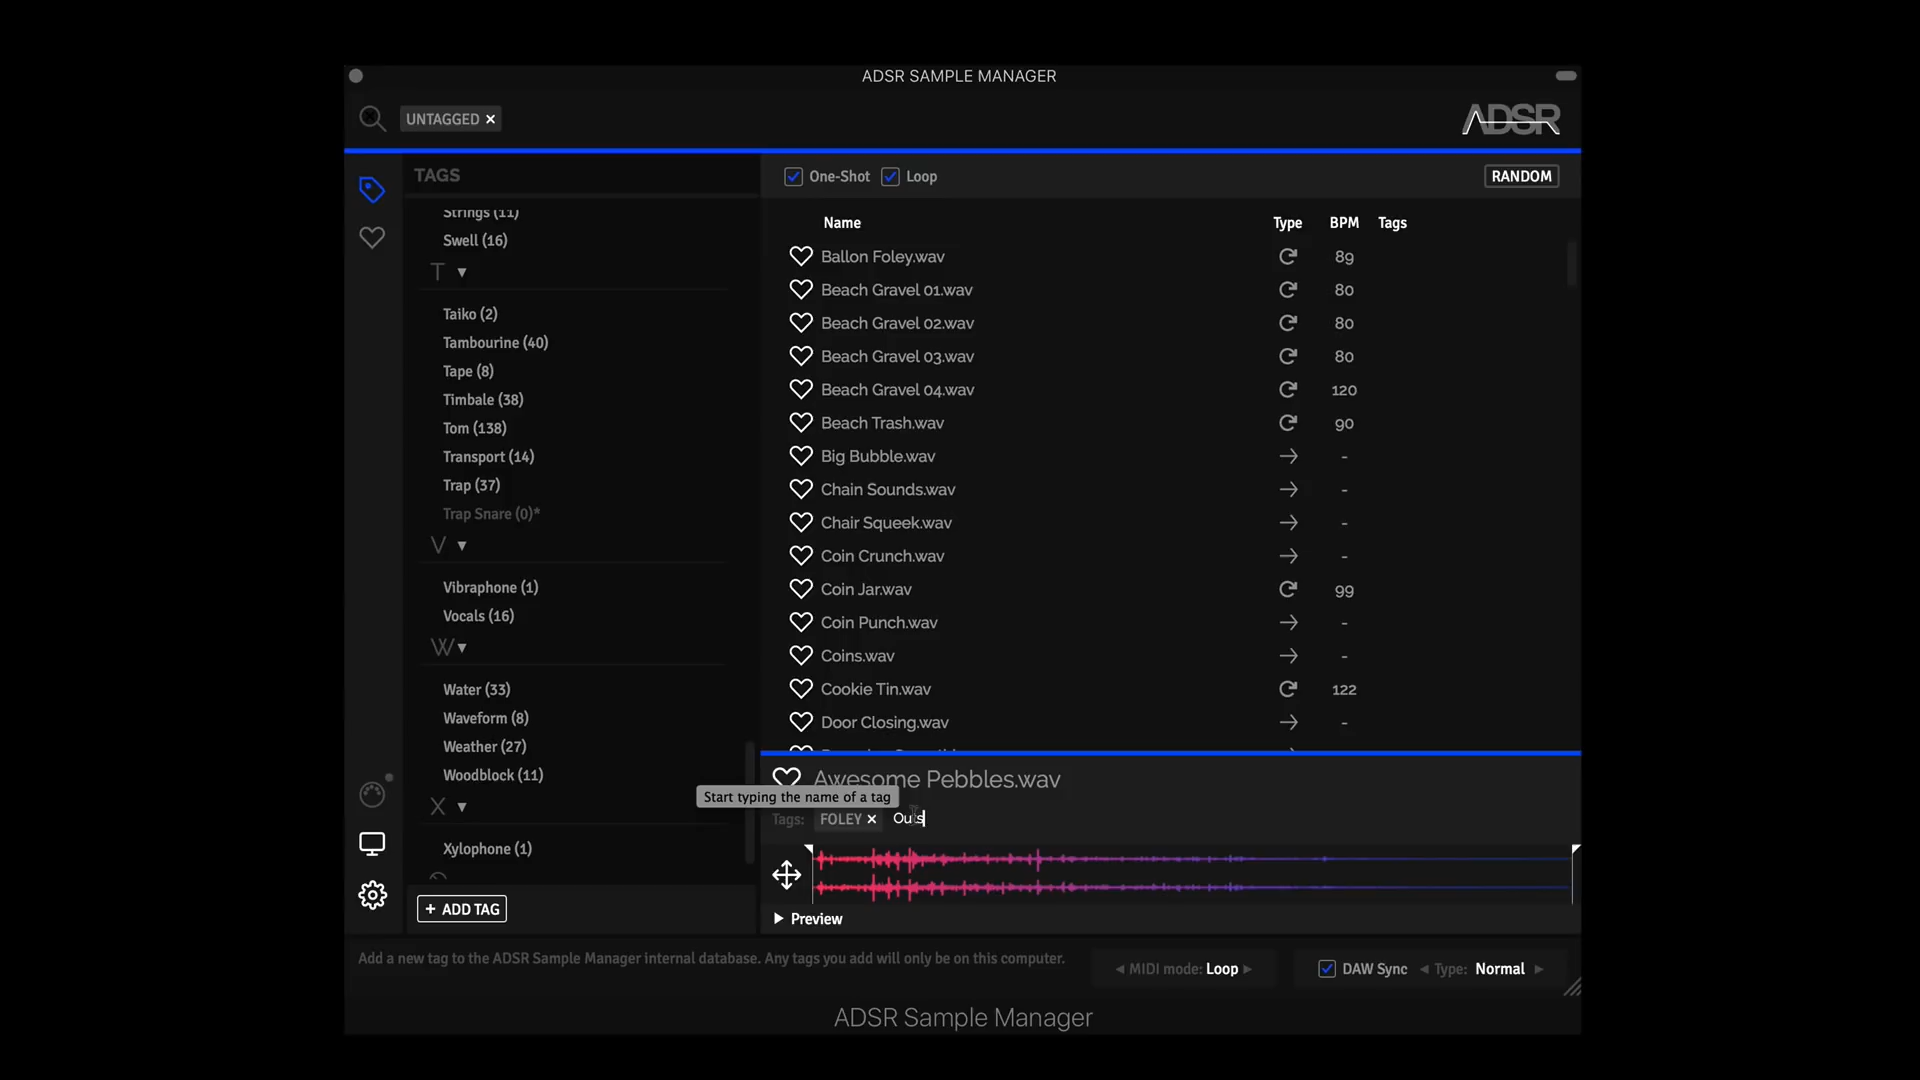 ADSR SAMPLE MANAGER
UNTAGGED ×
ADSR
TAGS
One-Shot
Loop
RANDOM
Strings (11)
Swell (16)
T
Taiko (2)
Tambourine (40)
Tape (8)
Timbale (38)
Tom (138)
Transport (14)
Trap (37)
Trap Snare (0)*
V
Vibraphone (1)
Vocals (16)
W
Water (33)
Waveform (8)
Weather (27)
Woodblock (11)
X
Xylophone (1)
+ ADD TAG
Name Type BPM Tags
Ballon Foley.wav 89
Beach Gravel 01.wav 80
Beach Gravel 02.wav 80
Beach Gravel 03.wav 80
Beach Gravel 04.wav 120
Beach Trash.wav 90
Big Bubble.wav -
Chain Sounds.wav -
Chair Squeek.wav -
Coin Crunch.wav -
Coin Jar.wav 99
Coin Punch.wav -
Coins.wav -
Cookie Tin.wav 122
Door Closing.wav -
Awesome Pebbles.wav
Start typing the name of a tag
Tags: FOLEY × Outs
Preview
Add a new tag to the ADSR Sample Manager internal database. Any tags you add will only be on this computer.
MIDI mode: Loop
DAW Sync
Type: Normal
ADSR Sample Manager